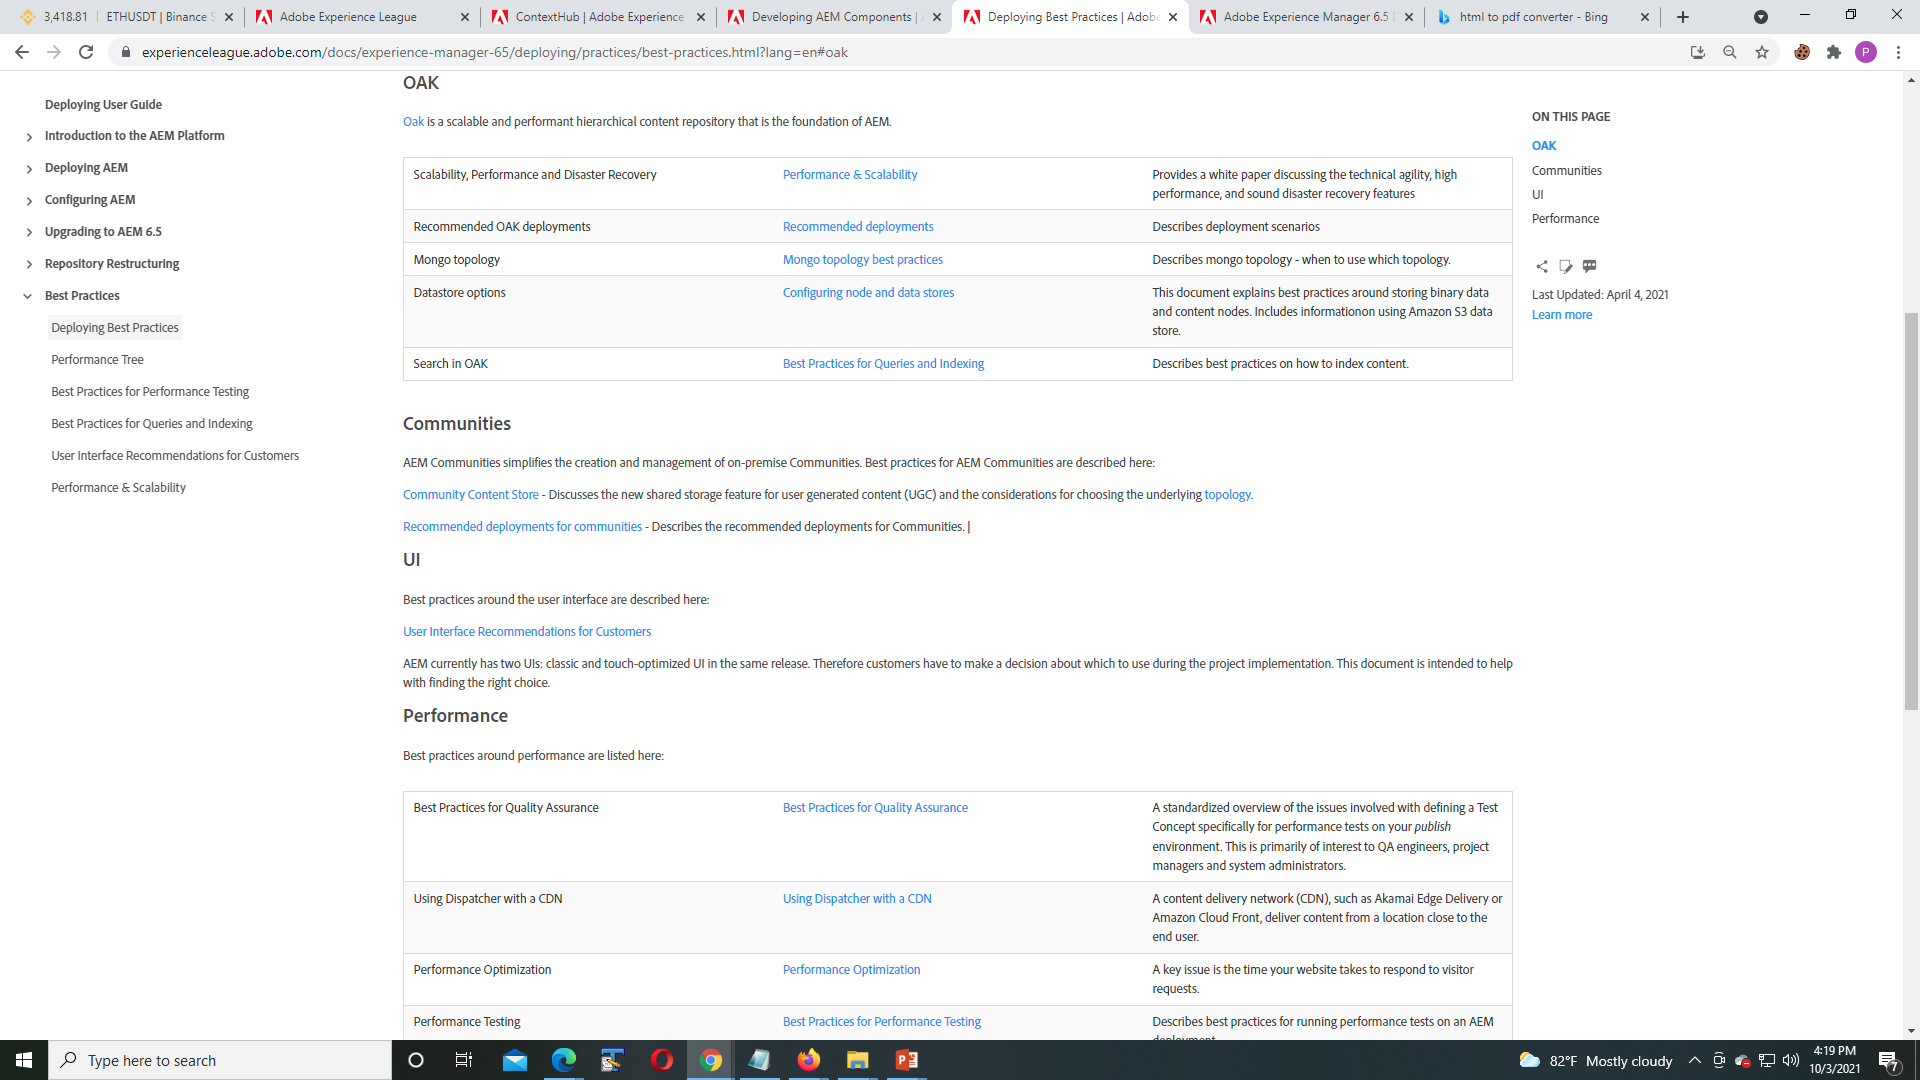 3,418.81 ETHUSDT | Binance S
Adobe Experience League
ContextHub | Adobe Experience
Developing AEM Components |
Deploying Best Practices | Adobe
Adobe Experience Manager 6.5 D
html to pdf converter - Bing
experienceleague.adobe.com/docs/experience-manager-65/deploying/practices/best-practices.html?lang=en#oak
P
Deploying User Guide
Introduction to the AEM Platform
Deploying AEM
Configuring AEM
Upgrading to AEM 6.5
Repository Restructuring
Best Practices
Deploying Best Practices
Performance Tree
Best Practices for Performance Testing
Best Practices for Queries and Indexing
User Interface Recommendations for Customers
Performance & Scalability
OAK
Oak is a scalable and performant hierarchical content repository that is the foundation of AEM.
Scalability, Performance and Disaster Recovery
Performance & Scalability
Provides a white paper discussing the technical agility, high
performance, and sound disaster recovery features
Recommended OAK deployments
Recommended deployments
Describes deployment scenarios
Mongo topology
Mongo topology best practices
Describes mongo topology - when to use which topology.
Datastore options
Configuring node and data stores
This document explains best practices around storing binary data
and content nodes. Includes informationon using Amazon S3 data
store.
Search in OAK
Best Practices for Queries and Indexing
Describes best practices on how to index content.
Communities
AEM Communities simplifies the creation and management of on-premise Communities. Best practices for AEM Communities are described here:
Community Content Store - Discusses the new shared storage feature for user generated content (UGC) and the considerations for choosing the underlying topology.
Recommended deployments for communities - Describes the recommended deployments for Communities. |
UI
Best practices around the user interface are described here:
User Interface Recommendations for Customers
AEM currently has two UIs: classic and touch-optimized UI in the same release. Therefore customers have to make a decision about which to use during the project implementation. This document is intended to help
with finding the right choice.
Performance
Best practices around performance are listed here:
Best Practices for Quality Assurance
Best Practices for Quality Assurance
A standardized overview of the issues involved with defining a Test
Concept specifically for performance tests on your publish
environment. This is primarily of interest to QA engineers, project
managers and system administrators.
Using Dispatcher with a CDN
Using Dispatcher with a CDN
A content delivery network (CDN), such as Akamai Edge Delivery or
Amazon Cloud Front, deliver content from a location close to the
end user.
Performance Optimization
Performance Optimization
A key issue is the time your website takes to respond to visitor
requests.
Performance Testing
Best Practices for Performance Testing
Describes best practices for running performance tests on an AEM
deployment.
ON THIS PAGE
OAK
Communities
UI
Performance
Last Updated: April 4, 2021
Learn more
Type here to search
82°F Mostly cloudy
4:19 PM
10/3/2021
7